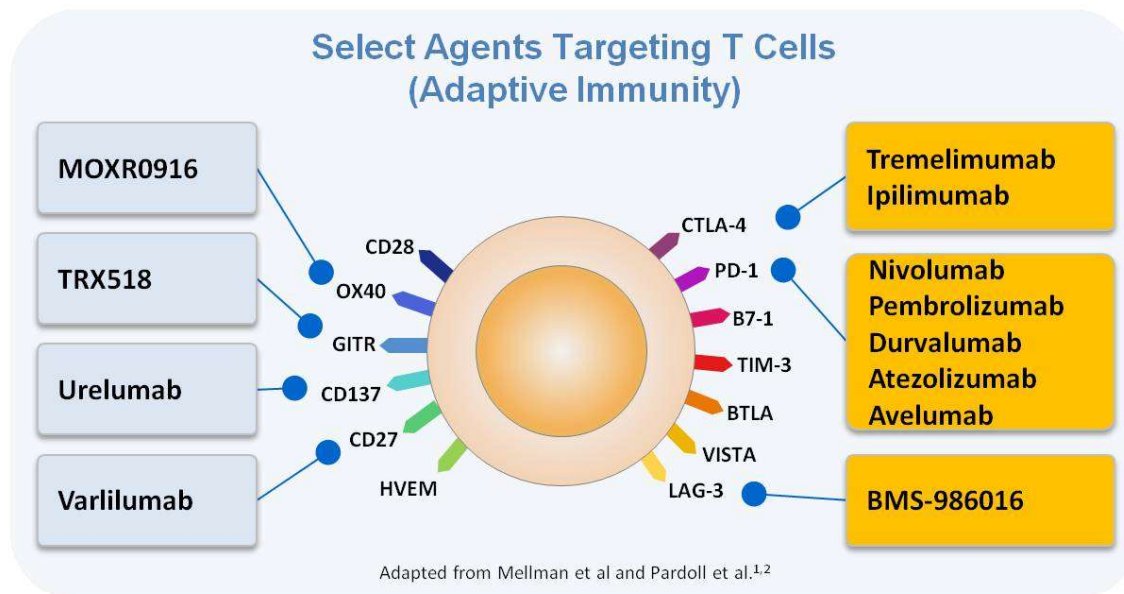 Select Agents Targeting T Cells
(Adaptive Immunity)
MOXR0916
TRX518
Urelumab
Varlilumab
CD28
OX40
GITR
CD137
CD27
HVEM
CTLA-4
PD-1
B7-1
TIM-3
BTLA
VISTA
LAG-3
Tremelimumab
Ipilimumab
Nivolumab
Pembrolizumab
Durvalumab
Atezolizumab
Avelumab
BMS-986016
Adapted from Mellman et al and Pardoll et al.¹,²